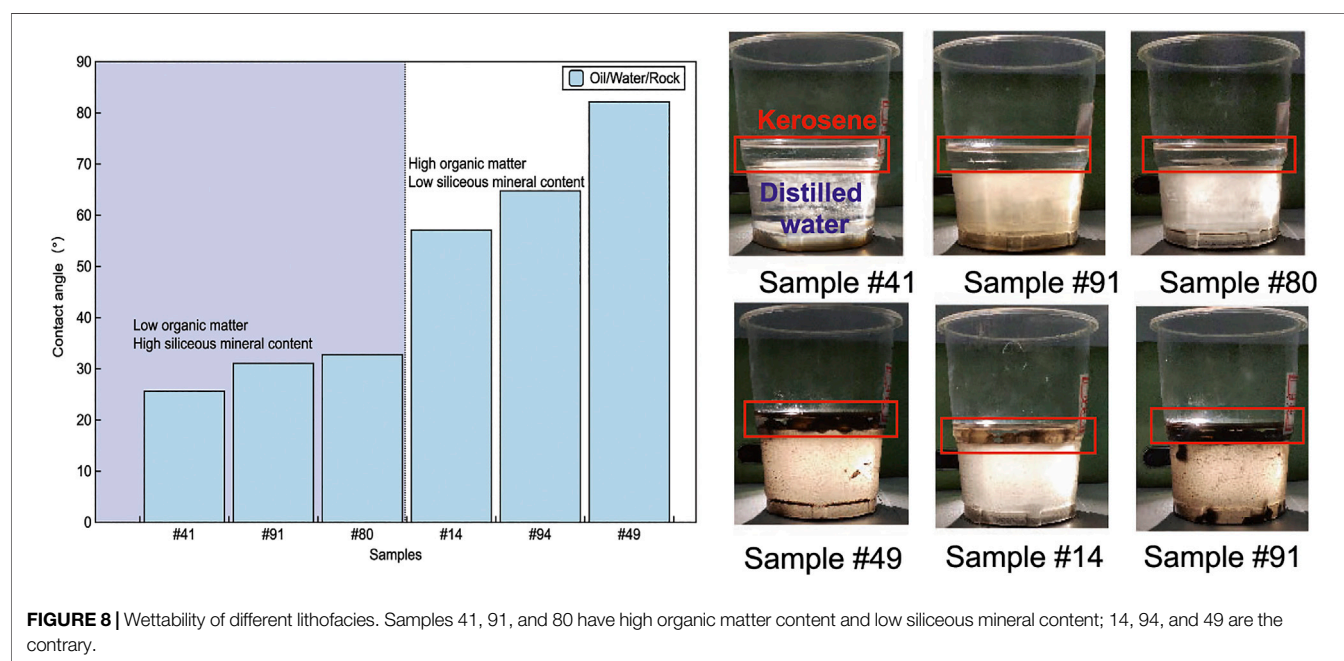 90
80
70
60
50
40
30
20
10
0
Contact angle (°)
Oil/Water/Rock
High organic matter
Low siliceous mineral content
Low organic matter
High siliceous mineral content
#41 #91 #80 #14 #94 #49
Samples
Kerosene
Distilled
water
Sample #41 Sample #91 Sample #80
Sample #49 Sample #14 Sample #91
FIGURE 8 | Wettability of different lithofacies. Samples 41, 91, and 80 have high organic matter content and low siliceous mineral content; 14, 94, and 49 are the
contrary.